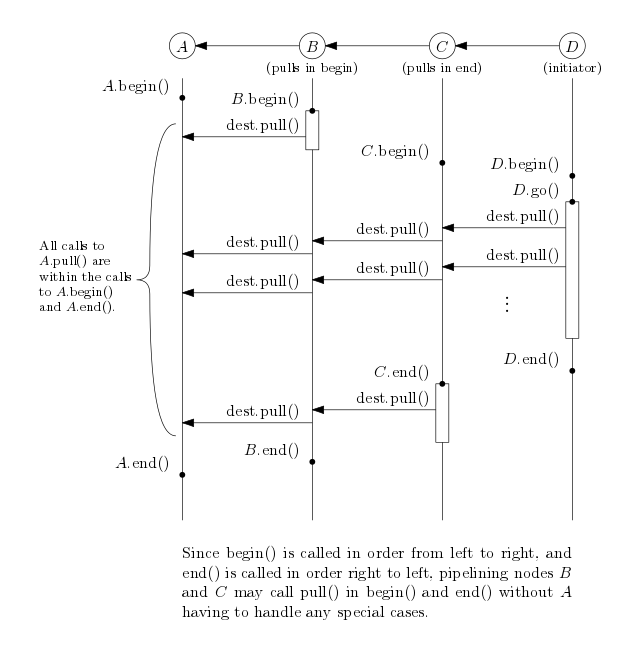 A B C D
(pulls in begin) (pulls in end) (initiator)
A.begin()
B.begin()
dest.pull()
C.begin()
D.begin()
D.go()
dest.pull()
dest.pull()
dest.pull()
dest.pull()
dest.pull()
dest.pull()
All calls to
A.pull() are
within the calls
to A.begin()
and A.end().
⋮
D.end()
C.end()
dest.pull()
dest.pull()
B.end()
A.end()
Since begin() is called in order from left to right, and
end() is called in order right to left, pipelining nodes B
and C may call pull() in begin() and end() without A
having to handle any special cases.